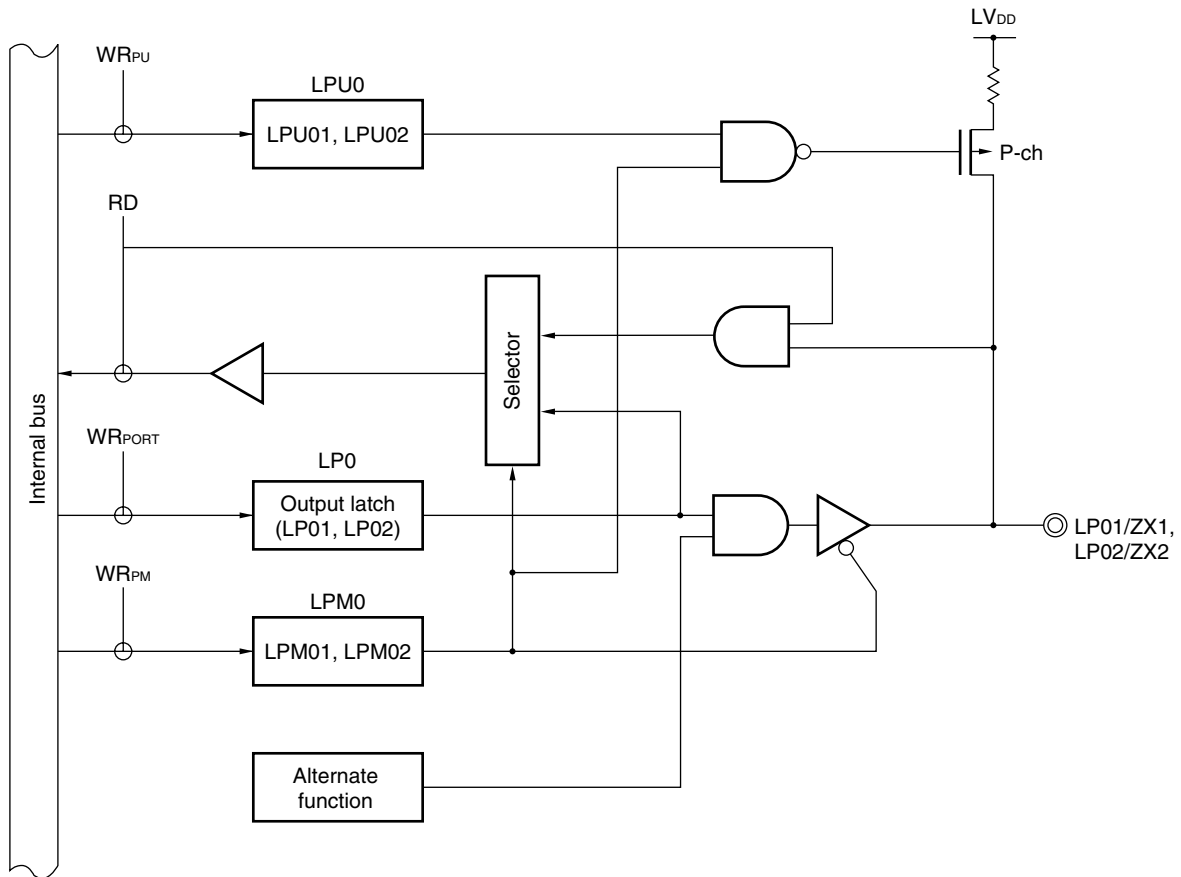 LVDD
WRPU
LPU0
LPU01, LPU02
P-ch
RD
Selector
Internal bus
WRPORT
LP0
Output latch
(LP01, LP02)
LP01/ZX1,
LP02/ZX2
WRPM
LPM0
LPM01, LPM02
Alternate
function